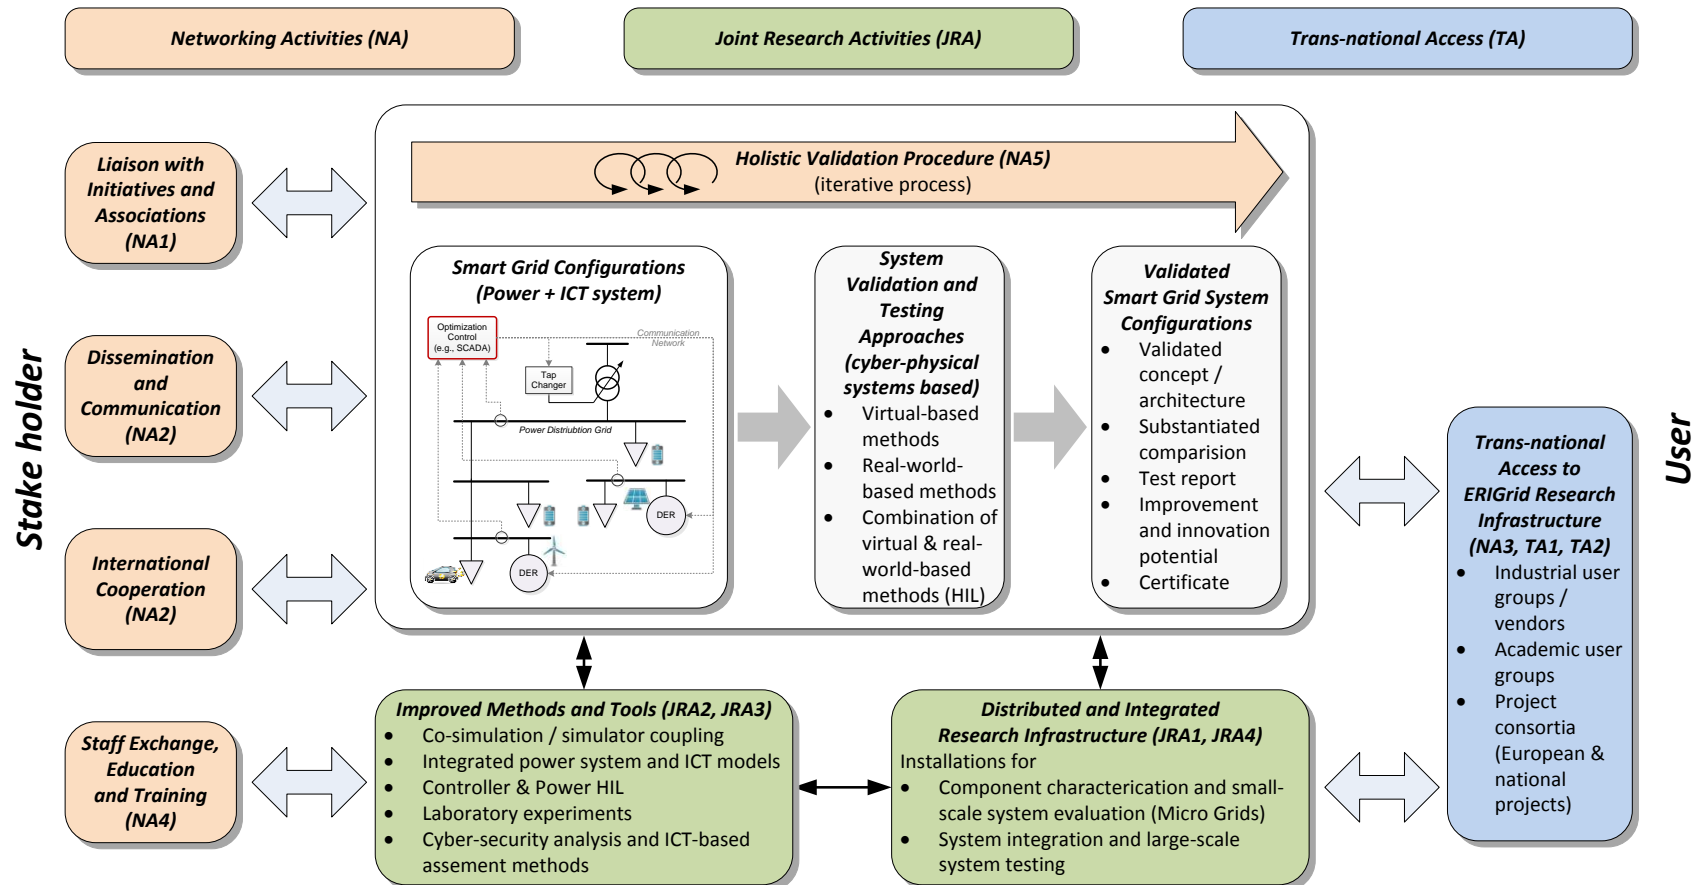 Networking Activities (NA)
Joint Research Activities (JRA)
Trans-national Access (TA)
Stake holder
Liaison with
Initiatives and
Associations
(NA1)
Dissemination
and
Communication
(NA2)
International
Cooperation
(NA2)
Staff Exchange,
Education
and Training
(NA4)
Holistic Validation Procedure (NA5)
(iterative process)
Smart Grid Configurations
(Power + ICT system)
Optimization
Control
(e.g., SCADA)
Communication
Network
Tap
Changer
Power Distriubtion Grid
DER
DER
System
Validation and
Testing
Approaches
(cyber-physical
systems based)
• Virtual-based
methods
• Real-world-
based methods
• Combination of
virtual & real-
world-based
methods (HIL)
Validated
Smart Grid System
Configurations
• Validated
concept /
architecture
• Substantiated
comparision
• Test report
• Improvement
and innovation
potential
• Certificate
Improved Methods and Tools (JRA2, JRA3)
• Co-simulation / simulator coupling
• Integrated power system and ICT models
• Controller & Power HIL
• Laboratory experiments
• Cyber-security analysis and ICT-based
assement methods
Distributed and Integrated
Research Infrastructure (JRA1, JRA4)
Installations for
• Component characterication and small-
scale system evaluation (Micro Grids)
• System integration and large-scale
system testing
Trans-national
Access to
ERIGrid Research
Infrastructure
(NA3, TA1, TA2)
• Industrial user
groups /
vendors
• Academic user
groups
• Project
consortia
(European &
national
projects)
User